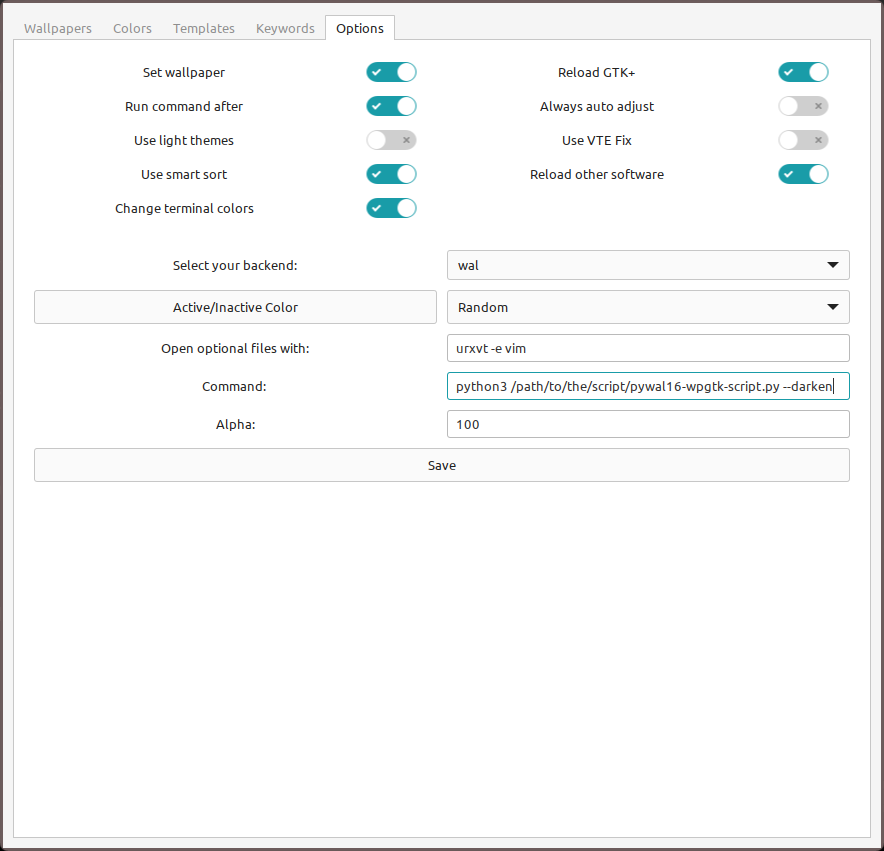 Wallpapers Colors Templates Keywords Options
Set wallpaper Reload GTK+
Run command after Always auto adjust
Use light themes Use VTE Fix
Use smart sort Reload other software
Change terminal colors
Select your backend: wal
Active/Inactive Color Random
Open optional files with: urxvt -e vim
Command: python3 /path/to/the/script/pywal16-wpgtk-script.py --darken
Alpha: 100
Save